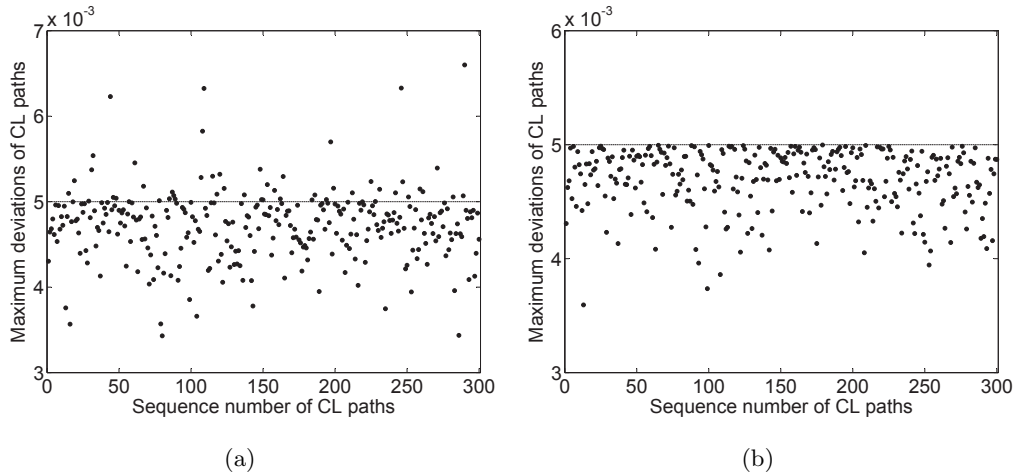 x 10⁻³
7
6
5
4
3
Maximum deviations of CL paths
0 50 100 150 200 250 300
Sequence number of CL paths
(a)
x 10⁻³
6
5
4
3
Maximum deviations of CL paths
0 50 100 150 200 250 300
Sequence number of CL paths
(b)